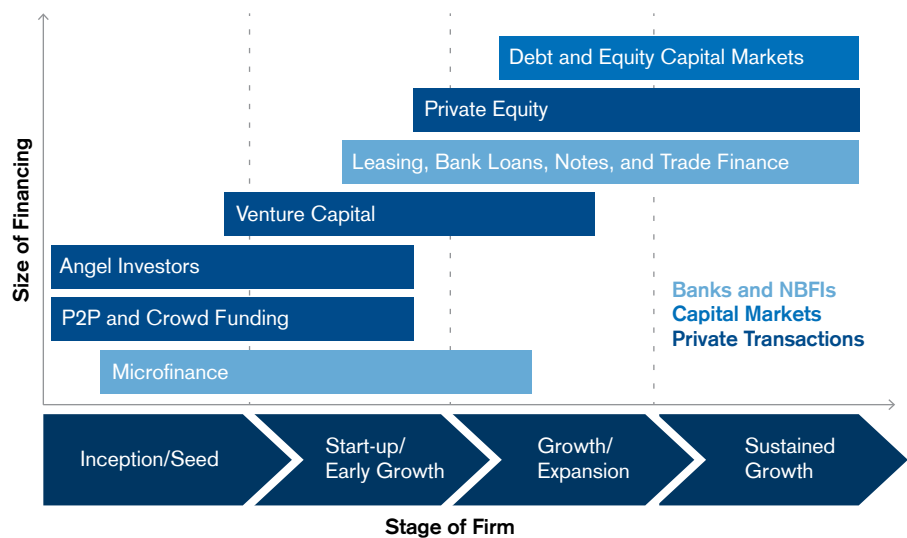 Size of Financing
Debt and Equity Capital Markets
Private Equity
Leasing, Bank Loans, Notes, and Trade Finance
Venture Capital
Angel Investors
P2P and Crowd Funding
Microfinance
Banks and NBFIs
Capital Markets
Private Transactions
Inception/Seed
Start-up/
Early Growth
Growth/
Expansion
Sustained
Growth
Stage of Firm